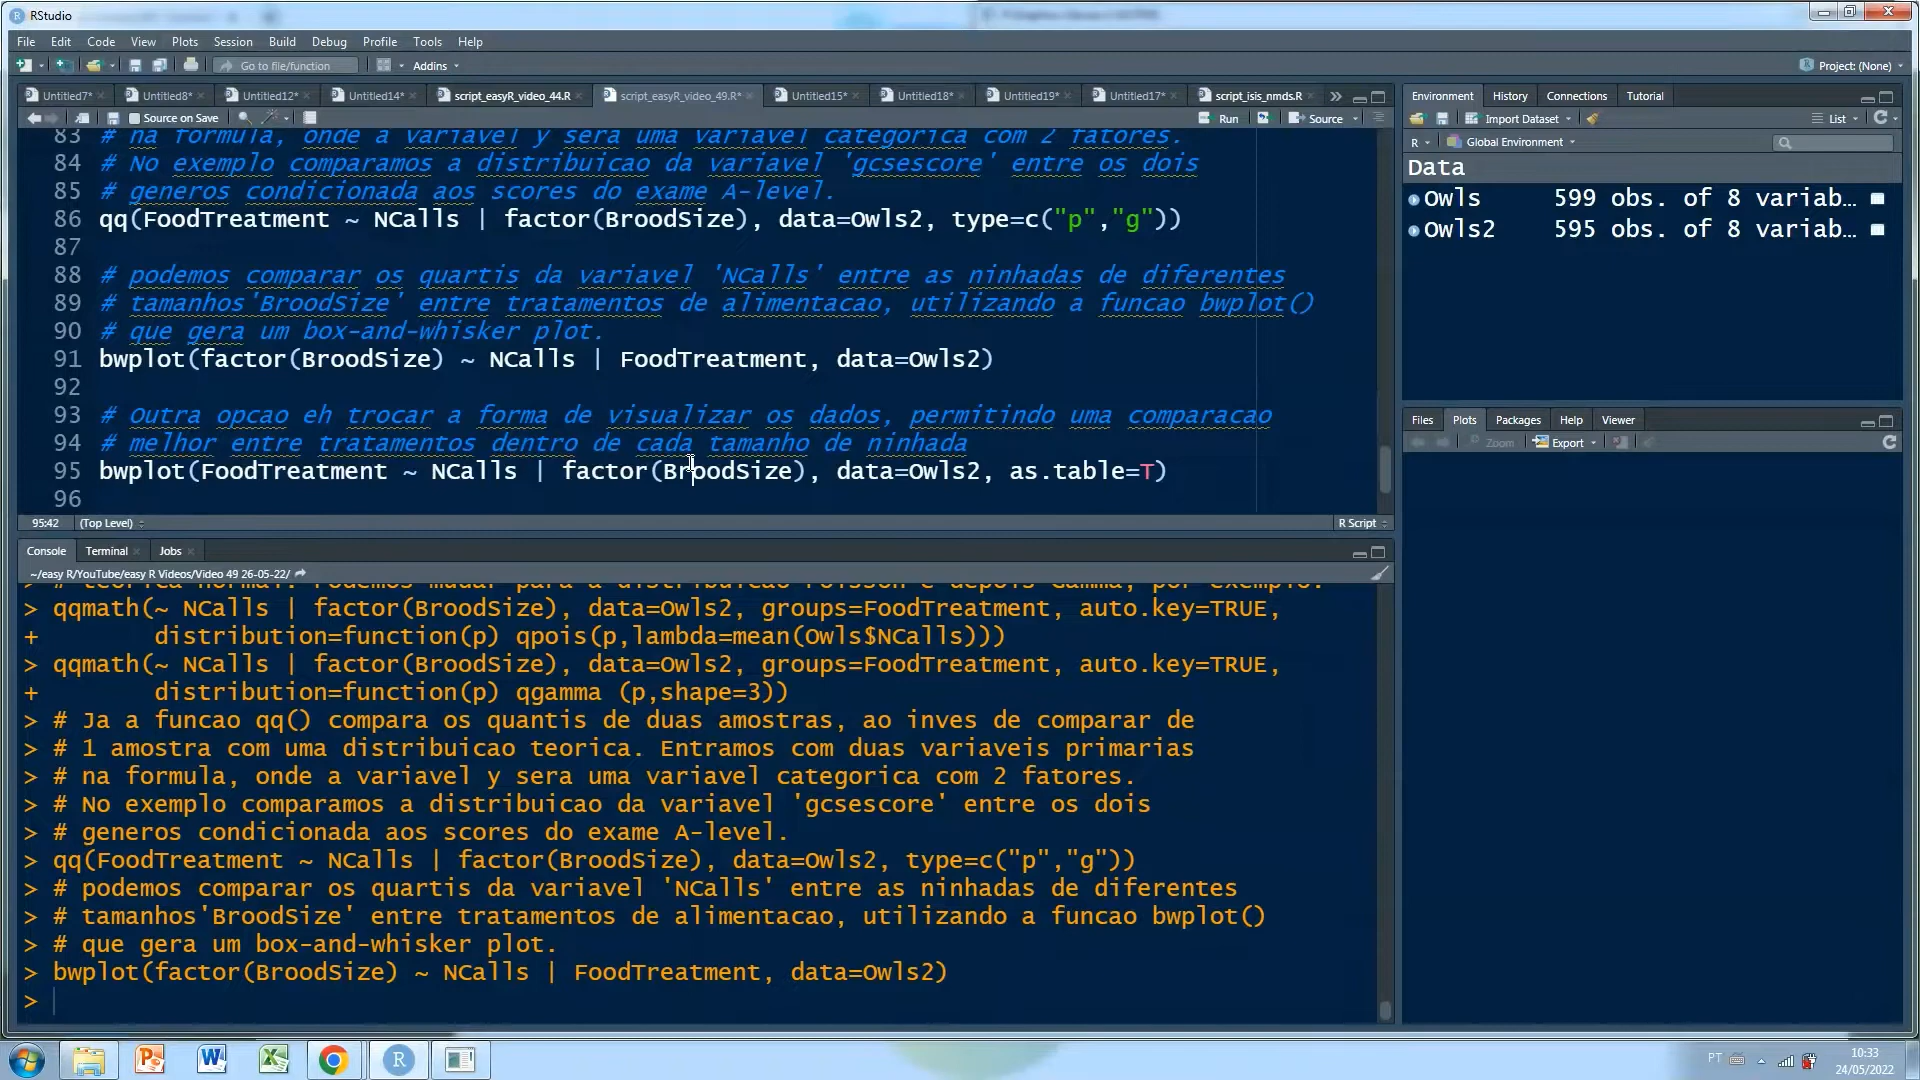 RStudio
File Edit Code View Plots Session Build Debug Profile Tools Help
Go to file/function Addins Project: (None)
Untitled7* Untitled8* Untitled12* Untitled14* script_easyR_video_44.R script_easyR_video_49.R* Untitled15* Untitled18* Untitled19* Untitled17* script_isis_nmds.R
Source on Save Run Source
83 # na formula, onde a variavel y sera uma variavel categorica com 2 fatores.
84 # No exemplo comparamos a distribuicao da variavel 'gcsescore' entre os dois
85 # generos condicionada aos scores do exame A-level.
86 qq(FoodTreatment ~ NCalls | factor(BroodSize), data=Owls2, type=c("p","g"))
87
88 # podemos comparar os quartis da variavel 'NCalls' entre as ninhadas de diferentes
89 # tamanhos'BroodSize' entre tratamentos de alimentacao, utilizando a funcao bwplot()
90 # que gera um box-and-whisker plot.
91 bwplot(factor(BroodSize) ~ NCalls | FoodTreatment, data=Owls2)
92
93 # Outra opcao eh trocar a forma de visualizar os dados, permitindo uma comparacao
94 # melhor entre tratamentos dentro de cada tamanho de ninhada
95 bwplot(FoodTreatment ~ NCalls | factor(BroodSize), data=Owls2, as.table=T)
96
95:42 (Top Level) R Script
Console Terminal Jobs
~/easy R/YouTube/easy R Videos/Video 49 26-05-22/
> # teorica normal. Podemos mudar para a distribuicao Poisson e depois Gamma, por exemplo.
> qqmath(~ NCalls | factor(BroodSize), data=Owls2, groups=FoodTreatment, auto.key=TRUE,
+ distribution=function(p) qpois(p,lambda=mean(Owls$NCalls)))
> qqmath(~ NCalls | factor(BroodSize), data=Owls2, groups=FoodTreatment, auto.key=TRUE,
+ distribution=function(p) qgamma (p,shape=3))
> # Ja a funcao qq() compara os quantis de duas amostras, ao inves de comparar de
> # 1 amostra com uma distribuicao teorica. Entramos com duas variaveis primarias
> # na formula, onde a variavel y sera uma variavel categorica com 2 fatores.
> # No exemplo comparamos a distribuicao da variavel 'gcsescore' entre os dois
> # generos condicionada aos scores do exame A-level.
> qq(FoodTreatment ~ NCalls | factor(BroodSize), data=Owls2, type=c("p","g"))
> # podemos comparar os quartis da variavel 'NCalls' entre as ninhadas de diferentes
> # tamanhos'BroodSize' entre tratamentos de alimentacao, utilizando a funcao bwplot()
> # que gera um box-and-whisker plot.
> bwplot(factor(BroodSize) ~ NCalls | FoodTreatment, data=Owls2)
>
Environment History Connections Tutorial
Import Dataset List
R Global Environment
Data
Owls 599 obs. of 8 variab…
Owls2 595 obs. of 8 variab…
Files Plots Packages Help Viewer
Zoom Export
PT 10:33
24/05/2022